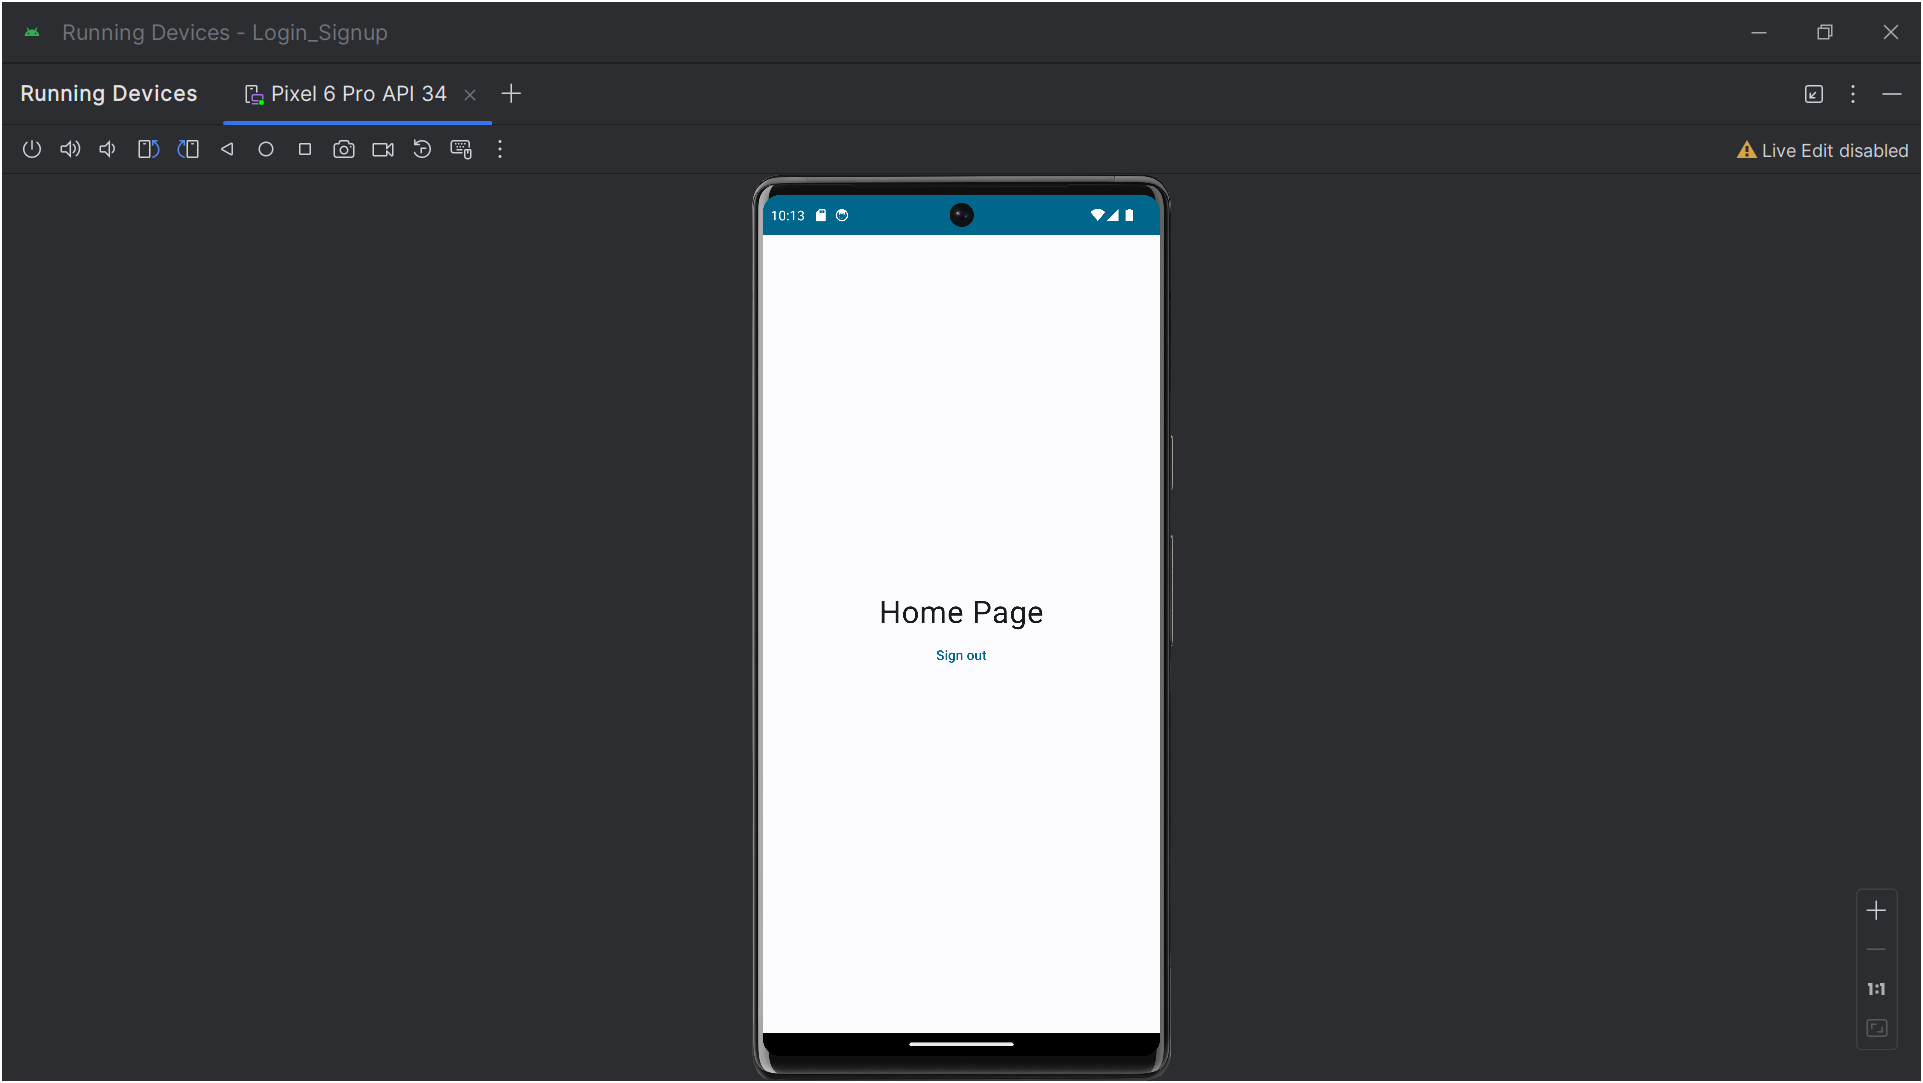 Running Devices - Login_Signup
Running Devices
Pixel 6 Pro API 34
Live Edit disabled
10:13
Home Page
Sign out
1:1